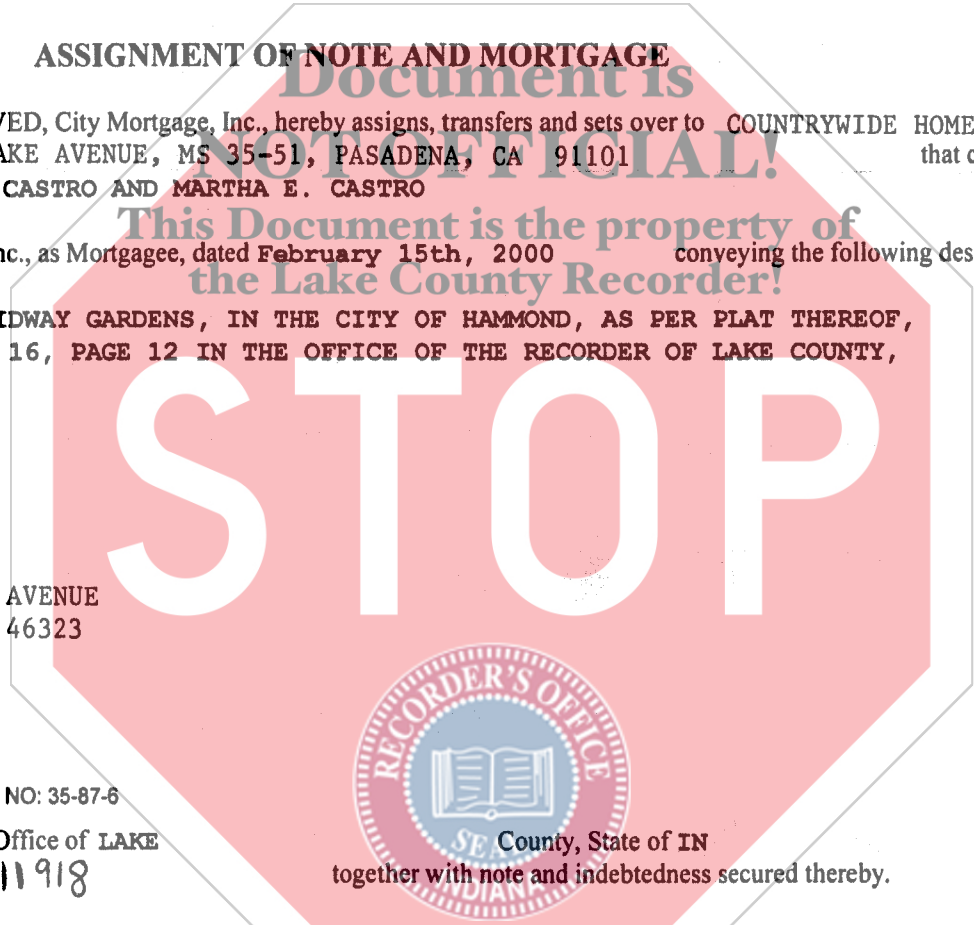 ASSIGNMENT OF NOTE AND MORTGAGE
Document is
VED, City Mortgage, Inc., hereby assigns, transfers and sets over to COUNTRYWIDE HOME
NOT OFFICIAL!
AKE AVENUE, MS 35-51, PASADENA, CA 91101 that c
CASTRO AND MARTHA E. CASTRO
This Document is the property of
nc., as Mortgagee, dated February 15th, 2000 conveying the following des
the Lake County Recorder!
IDWAY GARDENS, IN THE CITY OF HAMMOND, AS PER PLAT THEREOF,
16, PAGE 12 IN THE OFFICE OF THE RECORDER OF LAKE COUNTY,
STOP
AVENUE
46323
RECORDER'S OFFICE
NO: 35-87-6
Office of LAKE County, State of IN
SEAL
11918 together with note and indebtedness secured thereby.
INDIANA